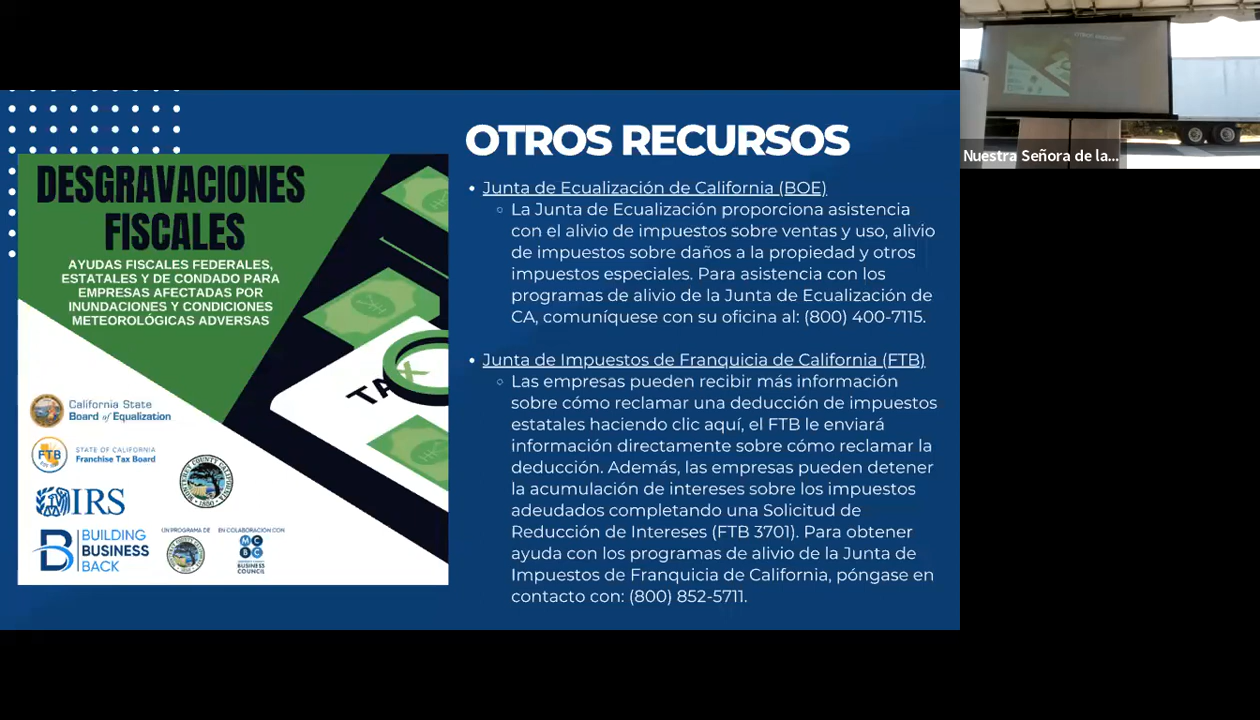 OTROS RECURSOS
Junta de Ecualización de California (BOE)
La Junta de Ecualización proporciona asistencia
con el alivio de impuestos sobre ventas y uso, alivio
de impuestos sobre daños a la propiedad y otros
impuestos especiales. Para asistencia con los
programas de alivio de la Junta de Ecualización de
CA, comuníquese con su oficina al: (800) 400-7115.
Junta de Impuestos de Franquicia de California (FTB)
Las empresas pueden recibir más información
sobre cómo reclamar una deducción de impuestos
estatales haciendo clic aquí, el FTB le enviará
información directamente sobre cómo reclamar la
deducción. Además, las empresas pueden detener
la acumulación de intereses sobre los impuestos
adeudados completando una Solicitud de
Reducción de Intereses (FTB 3701). Para obtener
ayuda con los programas de alivio de la Junta de
Impuestos de Franquicia de California, póngase en
contacto con: (800) 852-5711.
DESGRAVACIONES
FISCALES
AYUDAS FISCALES FEDERALES,
ESTATALES Y DE CONDADO PARA
EMPRESAS AFECTADAS POR
INUNDACIONES Y CONDICIONES
METEOROLÓGICAS ADVERSAS
TAX
California State
Board of Equalization
FTB
STATE OF CALIFORNIA
Franchise Tax Board
IRS
BUILDING
BUSINESS
BACK
UN PROGRAMA DE
EN COLABORACIÓN CON
MC
BC
BUSINESS
COUNCIL
Nuestra Señora de la...